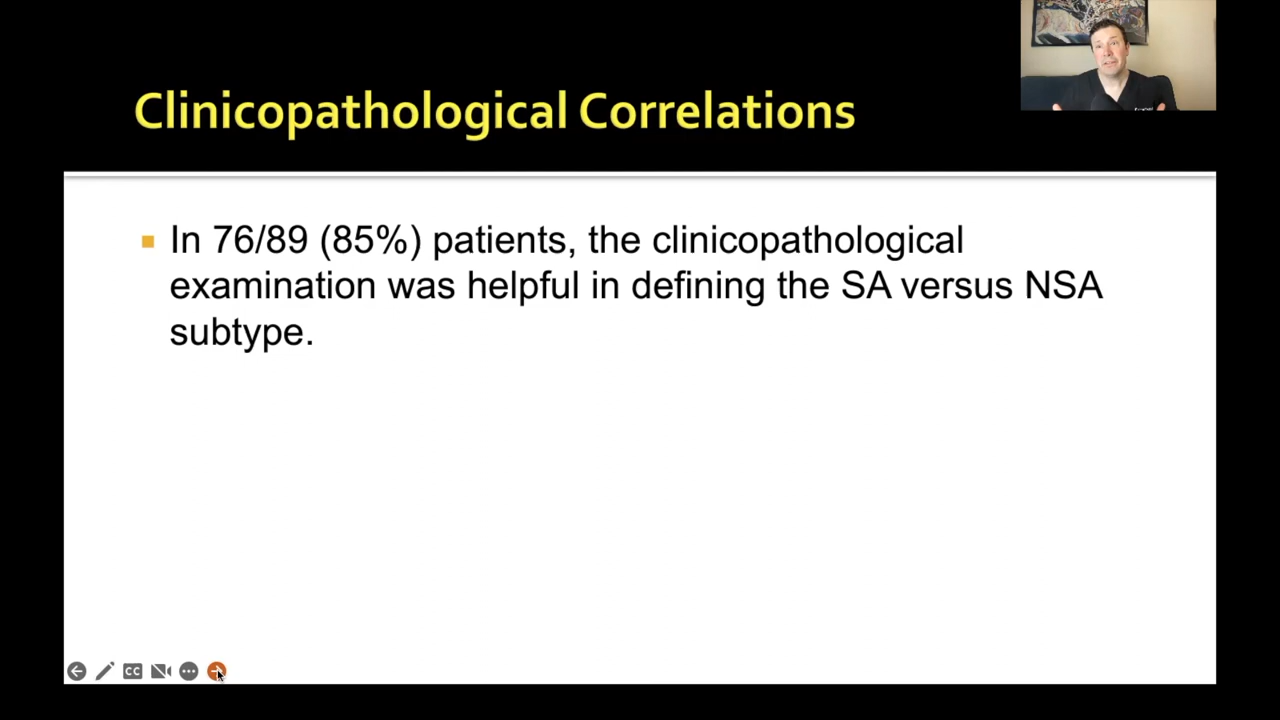 Clinicopathological Correlations
In 76/89 (85%) patients, the clinicopathological
examination was helpful in defining the SA versus NSA
subtype.
CC